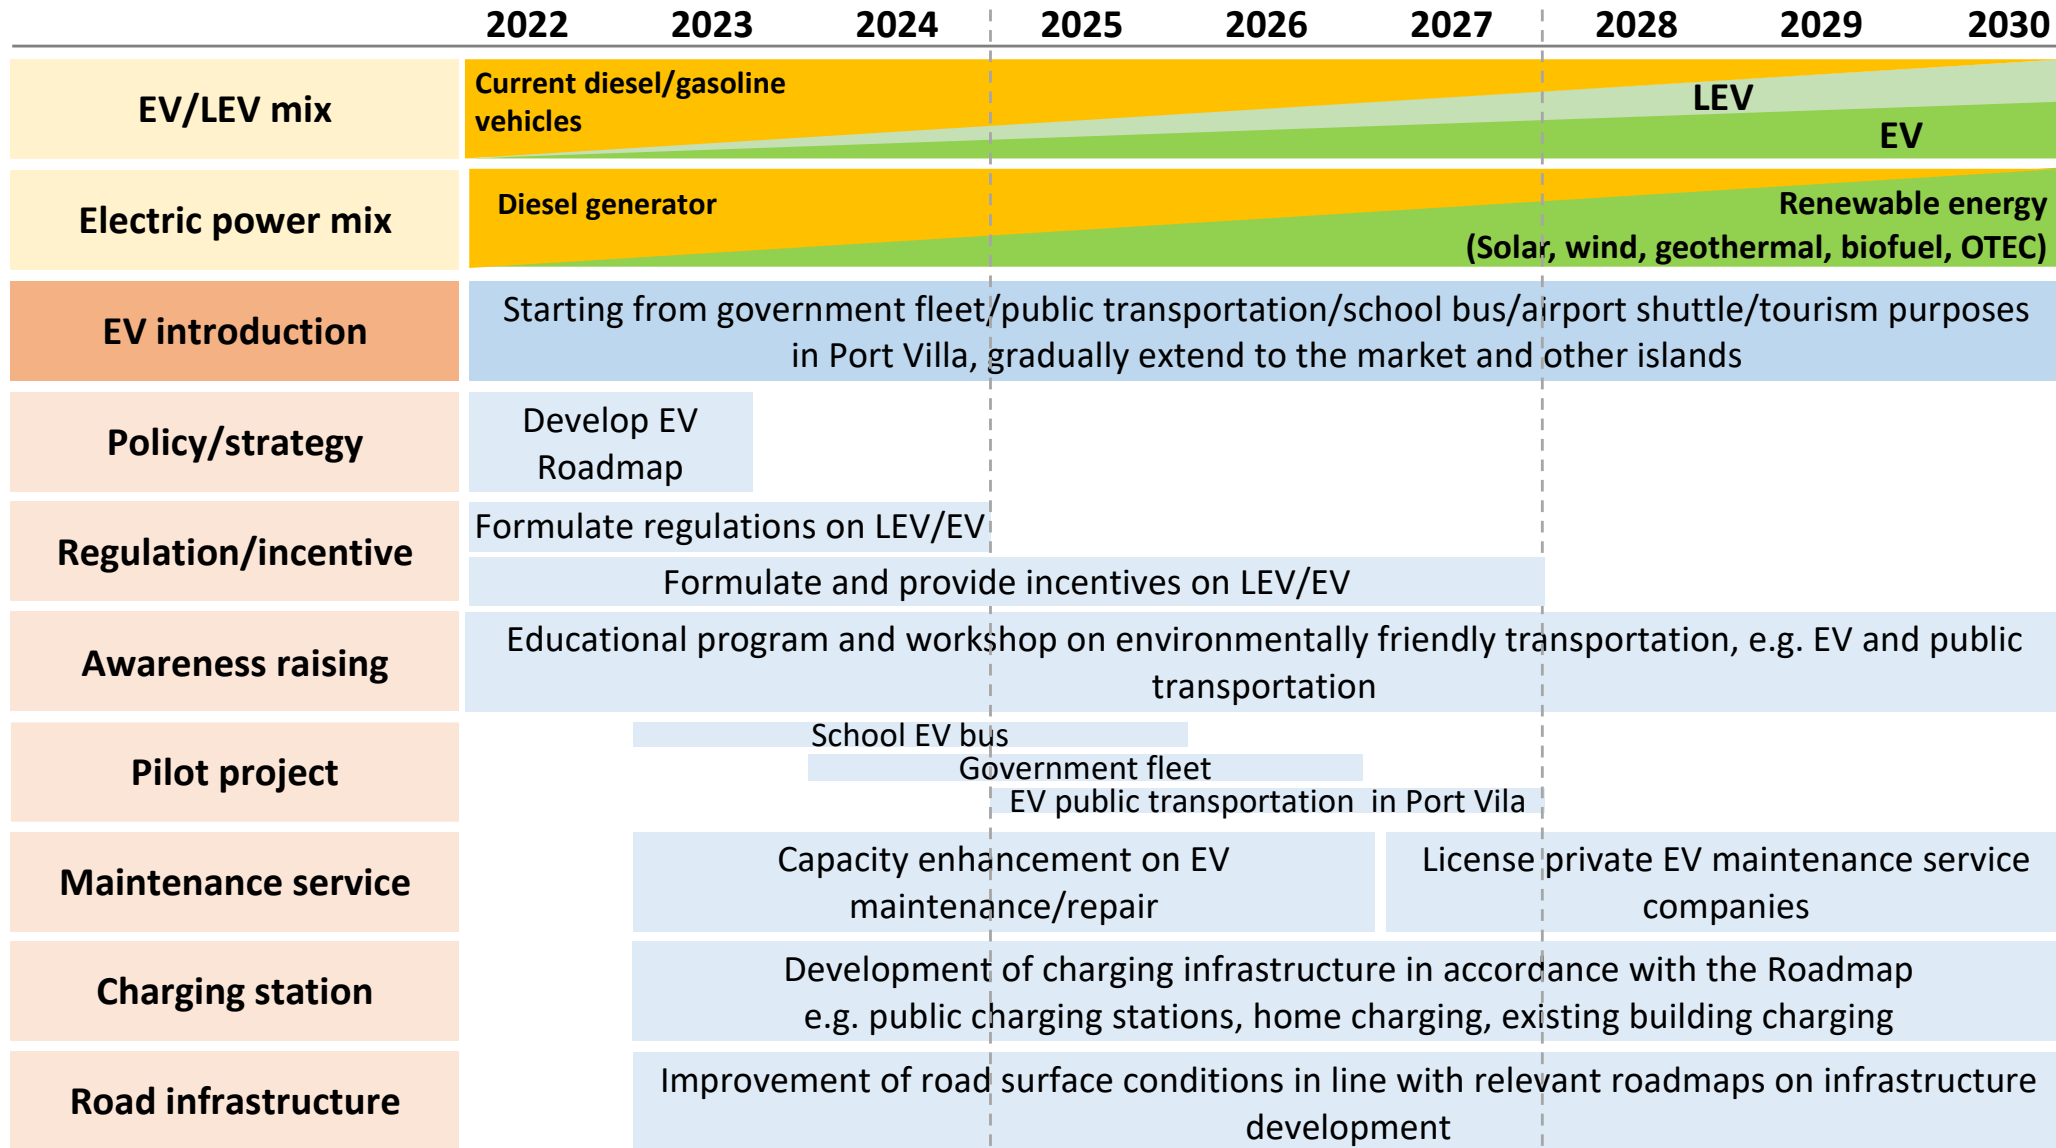 2022 2023 2024 2025 2026 2027 2028 2029 2030
EV/LEV mix
Current diesel/gasoline
vehicles
LEV
EV
Electric power mix
Diesel generator
Renewable energy
(Solar, wind, geothermal, biofuel, OTEC)
EV introduction
Starting from government fleet/public transportation/school bus/airport shuttle/tourism purposes
in Port Villa, gradually extend to the market and other islands
Policy/strategy
Develop EV
Roadmap
Regulation/incentive
Formulate regulations on LEV/EV
Formulate and provide incentives on LEV/EV
Awareness raising
Educational program and workshop on environmentally friendly transportation, e.g. EV and public
transportation
Pilot project
School EV bus
Government fleet
EV public transportation in Port Vila
Maintenance service
Capacity enhancement on EV
maintenance/repair
License private EV maintenance service
companies
Charging station
Development of charging infrastructure in accordance with the Roadmap
e.g. public charging stations, home charging, existing building charging
Road infrastructure
Improvement of road surface conditions in line with relevant roadmaps on infrastructure
development